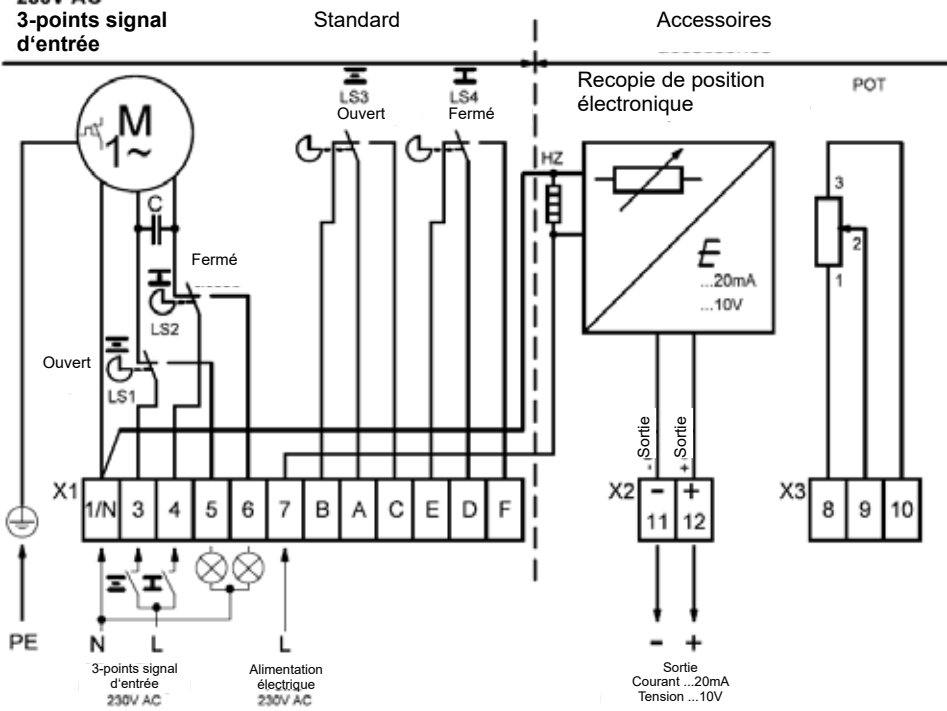 230V AC
3-points signal
d'entrée
Standard
Accessoires
Recopie de position
électronique
POT
LS3
Ouvert
LS4
Fermé
M
1~
HZ
C
Fermé
LS2
Ouvert
LS1
E
...20mA
...10V
3
2
1
- Sortie
+ Sortie
X1
1/N 3 4 5 6 7 B A C E D F
X2
- +
11 12
X3
8 9 10
PE
N
L
L
- +
3-points signal
d'entrée
230V AC
Alimentation
électrique
230V AC
Sortie
Courant ...20mA
Tension ...10V